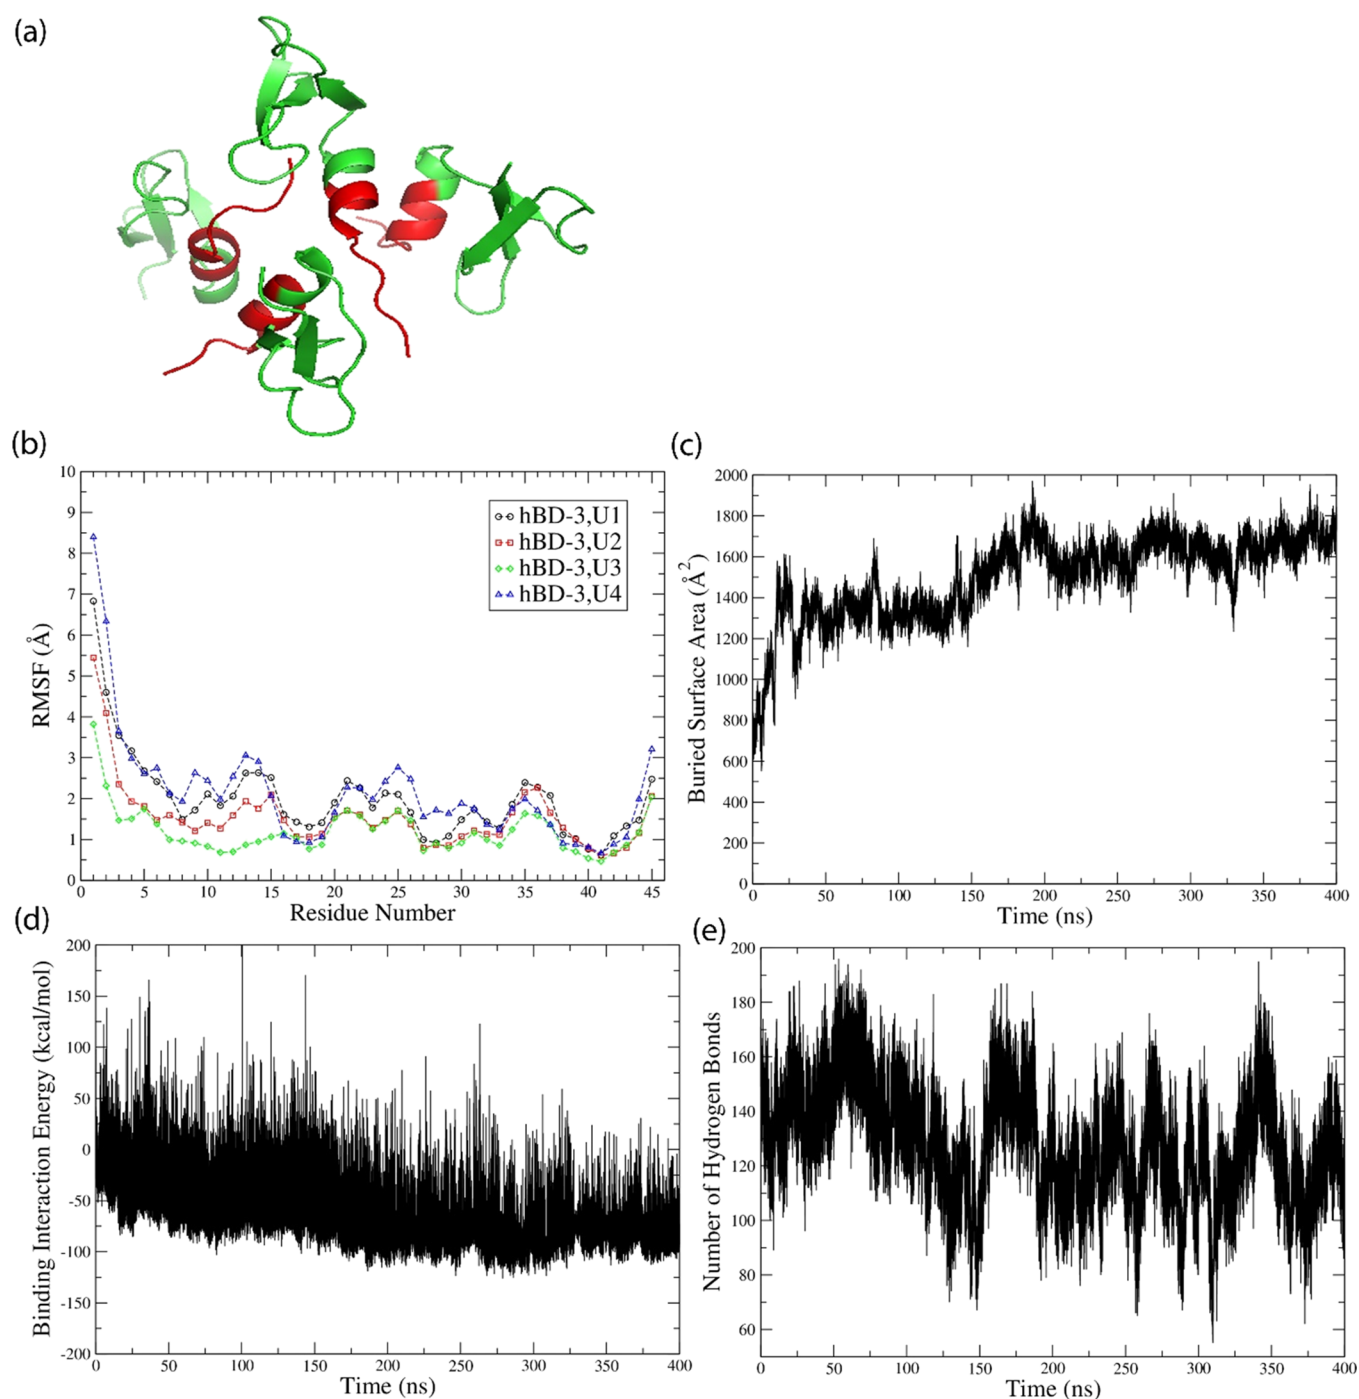 (a)
(b)
10
9
8
7
6
5
4
3
2
1
0
RMSF (Å)
hBD-3,U1
hBD-3,U2
hBD-3,U3
hBD-3,U4
0 5 10 15 20 25 30 35 40 45
Residue Number
(c)
2000
1800
1600
1400
1200
1000
800
600
400
200
0
Buried Surface Area (Å2)
0 50 100 150 200 250 300 350 400
Time (ns)
(d)
200
150
100
50
0
-50
-100
-150
-200
Binding Interaction Energy (kcal/mol)
0 50 100 150 200 250 300 350 400
Time (ns)
(e)
200
180
160
140
120
100
80
60
Number of Hydrogen Bonds
0 50 100 150 200 250 300 350 400
Time (ns)